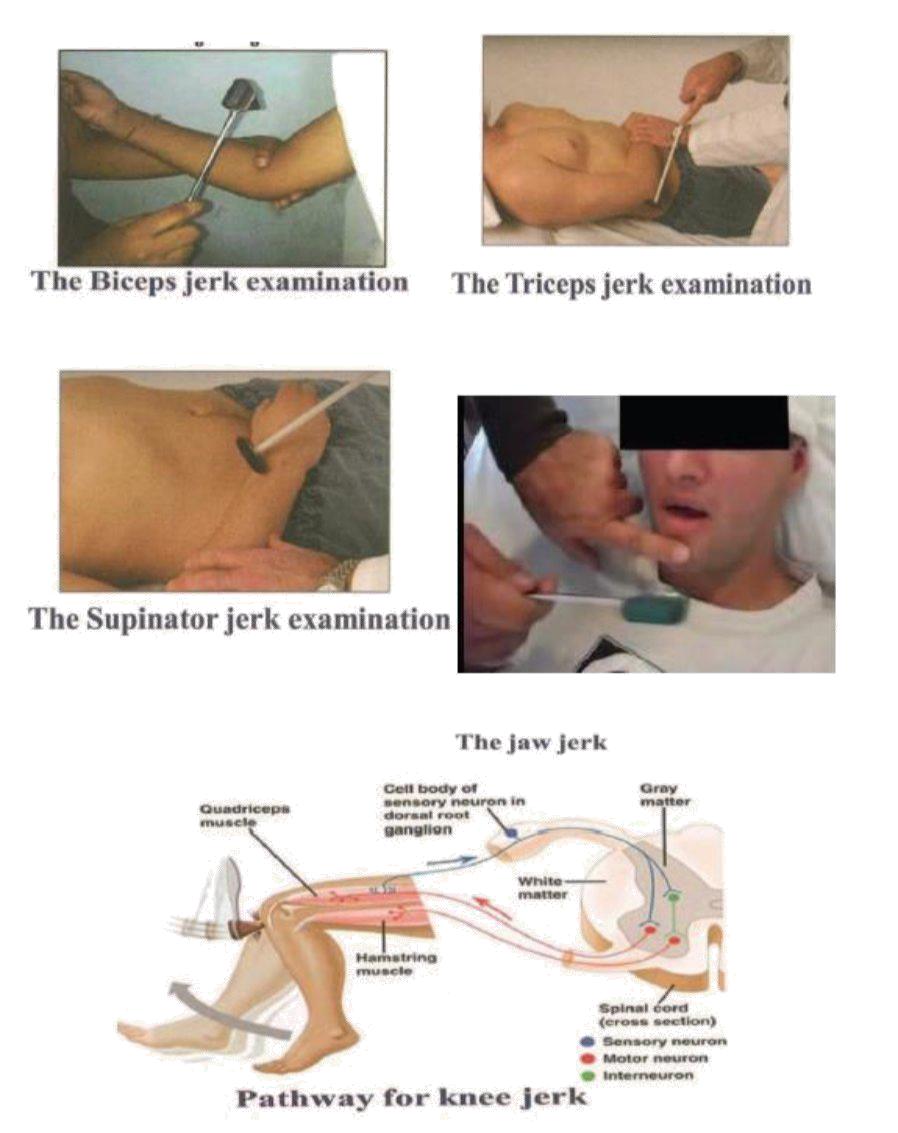 The Biceps jerk examination
The Triceps jerk examination
The Supinator jerk examination
The jaw jerk
Quadriceps
muscle
Cell body of
sensory neuron in
dorsal root
ganglion
Gray
matter
White
matter
Hamstring
muscle
Spinal cord
(cross section)
Sensory neuron
Motor neuron
Interneuron
Pathway for knee jerk